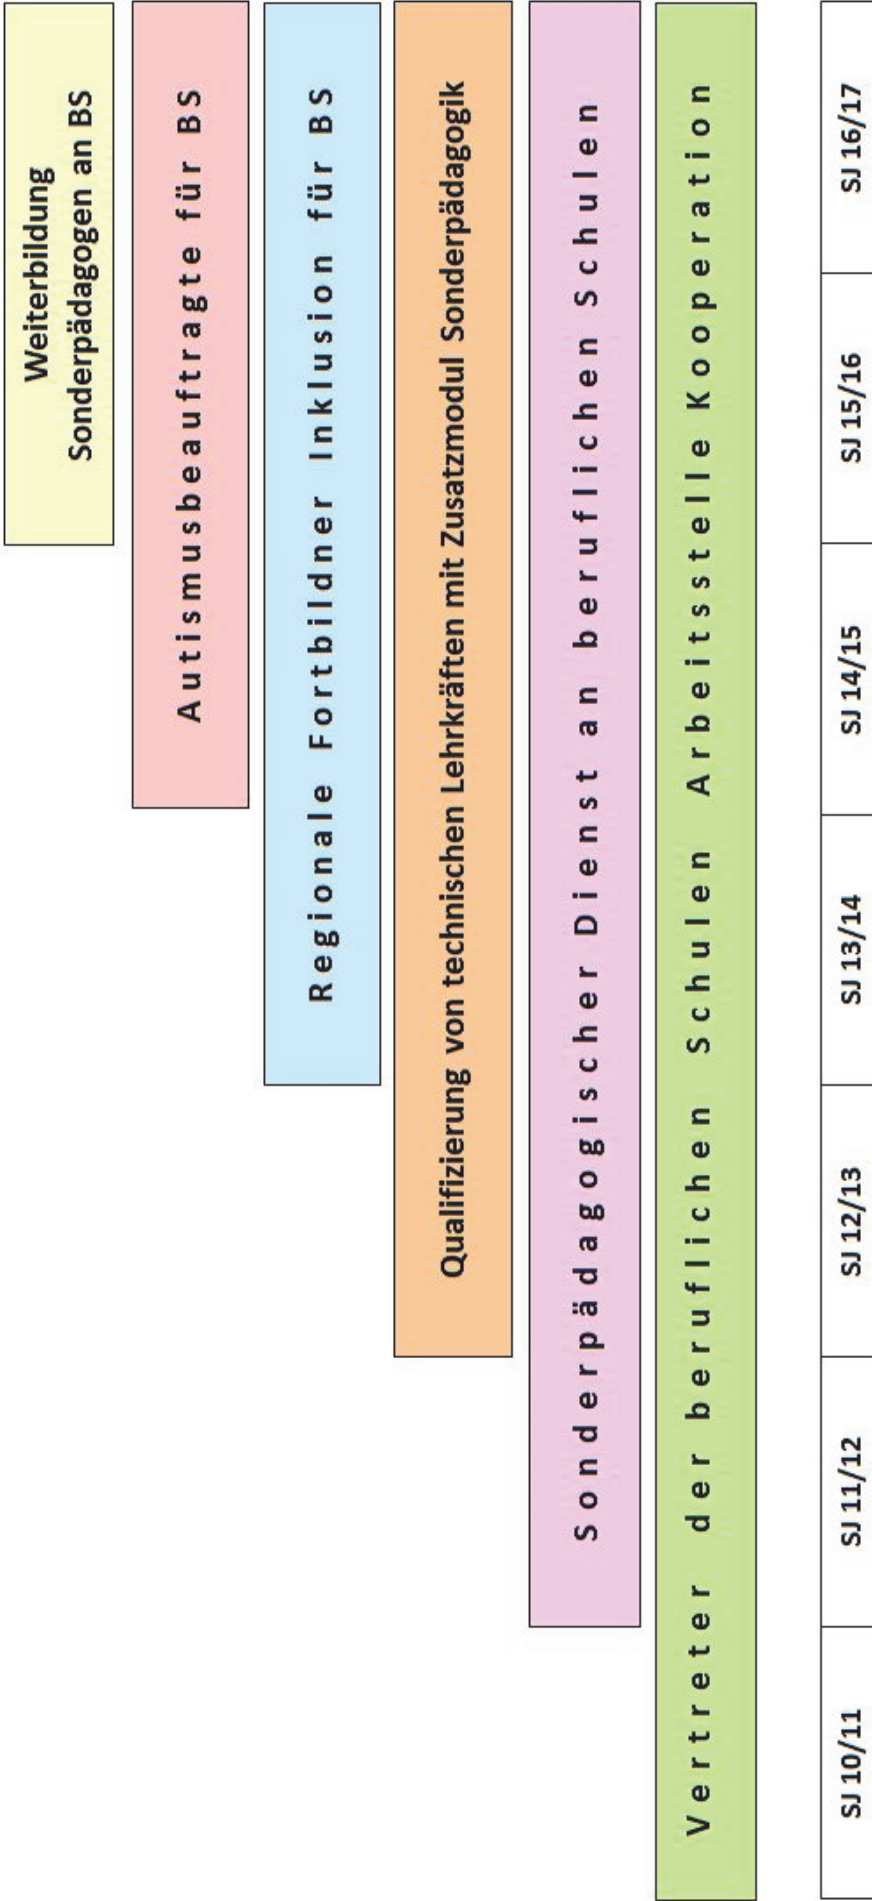 Weiterbildung
Sonderpädagogen an BS
Autismusbeauftragte für BS
Regionale Fortbildner Inklusion für BS
Qualifizierung von technischen Lehrkräften mit Zusatzmodul Sonderpädagogik
Sonderpädagogischer Dienst an beruflichen Schulen
Vertreter der beruflichen Schulen Arbeitsstelle Kooperation
SJ 10/11
SJ 11/12
SJ 12/13
SJ 13/14
SJ 14/15
SJ 15/16
SJ 16/17